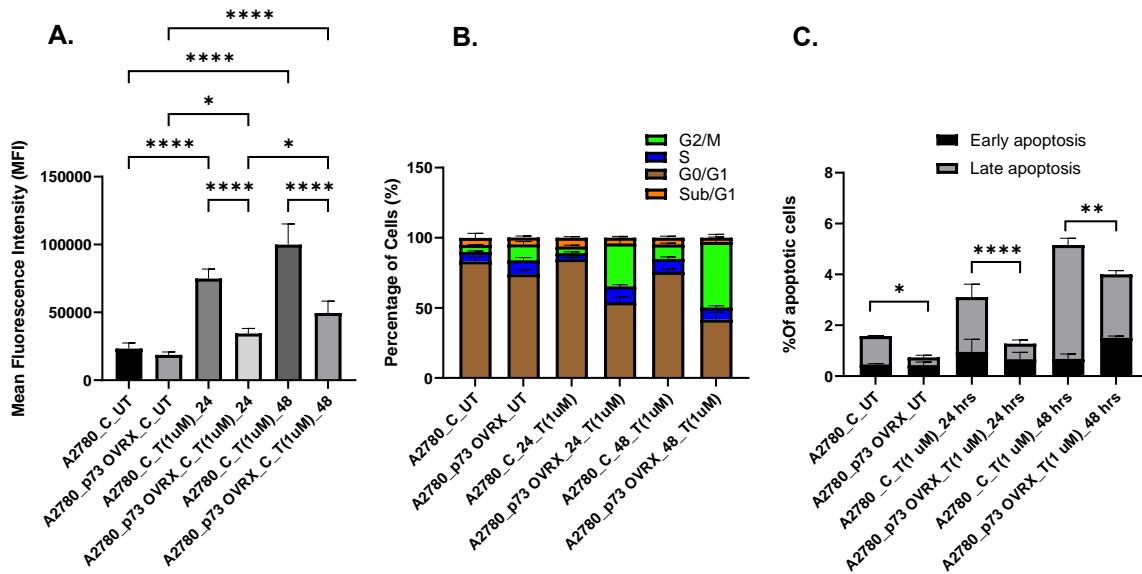 A.
****
****
*
****
*
****
****
Mean Fluorescence Intensity (MFI)
150000
100000
50000
0
A2780_C_UT
A2780_p73 OVRX_C_UT
A2780_C_T(1uM)_24
A2780_p73 OVRX_C_T(1uM)_24
A2780_C_T(1uM)_48
A2780_p73 OVRX_C_T(1uM)_48
B.
G2/M
S
G0/G1
Sub/G1
Percentage of Cells (%)
150
100
50
0
A2780_C_UT
A2780_p73 OVRX_UT
A2780_C_24_T(1uM)
A2780_p73 OVRX_24_T(1uM)
A2780_C_48_T(1uM)
A2780_p73 OVRX_48_T(1uM)
C.
Early apoptosis
Late apoptosis
%Of apoptotic cells
8
6
4
2
0
*
****
**
A2780_C_UT
A2780_p73 OVRX_UT
A2780 _C_T(1 uM)_24 hrs
A2780_p73 OVRX_T(1 uM)_24 hrs
A2780_C_T(1 uM)_48 hrs
A2780_p73 OVRX_T(1 uM)_48 hrs